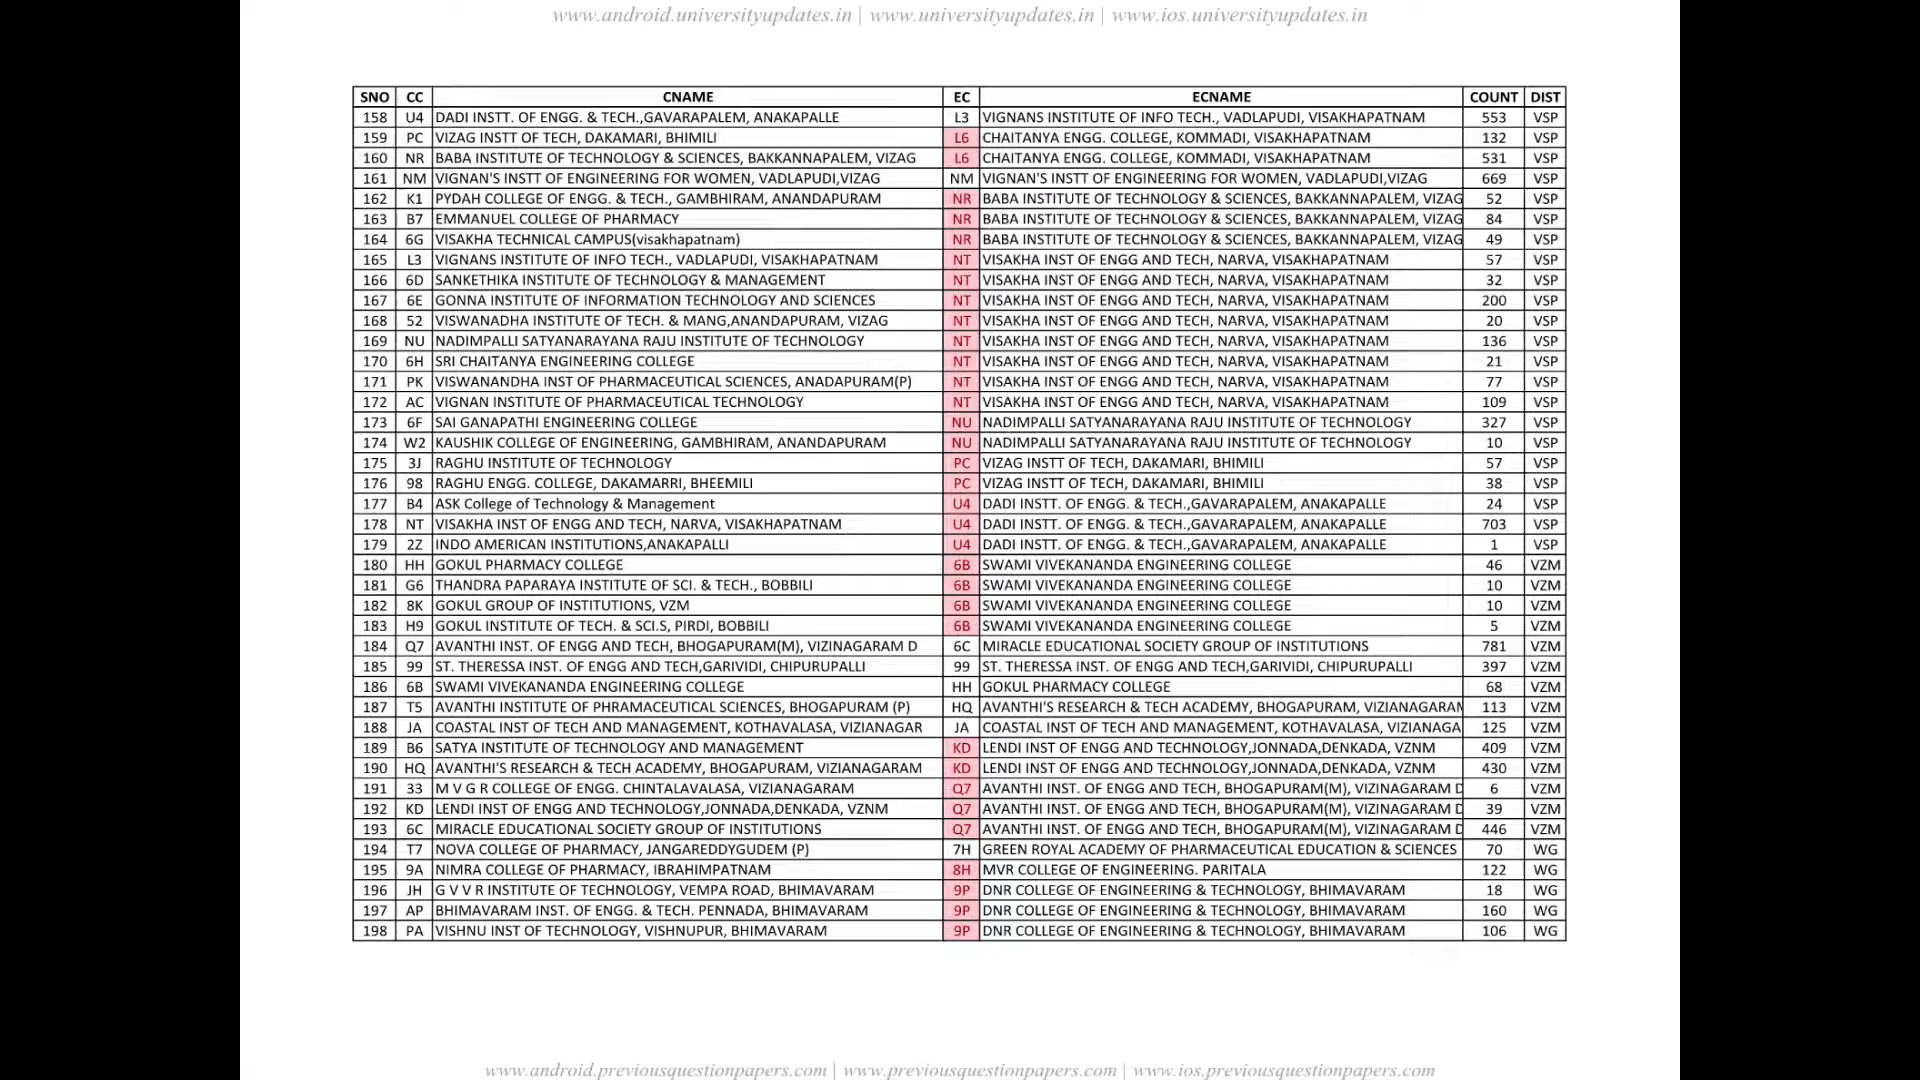 www.android.universityupdates.in | www.universityupdates.in | www.ios.universityupdates.in
SNO CC CNAME EC ECNAME COUNT DIST
158 U4 DADI INSTT. OF ENGG. & TECH.,GAVARAPALEM, ANAKAPALLE L3 VIGNANS INSTITUTE OF INFO TECH., VADLAPUDI, VISAKHAPATNAM 553 VSP
159 PC VIZAG INSTT OF TECH, DAKAMARI, BHIMILI L6 CHAITANYA ENGG. COLLEGE, KOMMADI, VISAKHAPATNAM 132 VSP
160 NR BABA INSTITUTE OF TECHNOLOGY & SCIENCES, BAKKANNAPALEM, VIZAG L6 CHAITANYA ENGG. COLLEGE, KOMMADI, VISAKHAPATNAM 531 VSP
161 NM VIGNAN'S INSTT OF ENGINEERING FOR WOMEN, VADLAPUDI,VIZAG NM VIGNAN'S INSTT OF ENGINEERING FOR WOMEN, VADLAPUDI,VIZAG 669 VSP
162 K1 PYDAH COLLEGE OF ENGG. & TECH., GAMBHIRAM, ANANDAPURAM NR BABA INSTITUTE OF TECHNOLOGY & SCIENCES, BAKKANNAPALEM, VIZAG 52 VSP
163 B7 EMMANUEL COLLEGE OF PHARMACY NR BABA INSTITUTE OF TECHNOLOGY & SCIENCES, BAKKANNAPALEM, VIZAG 84 VSP
164 6G VISAKHA TECHNICAL CAMPUS(visakhapatnam) NR BABA INSTITUTE OF TECHNOLOGY & SCIENCES, BAKKANNAPALEM, VIZAG 49 VSP
165 L3 VIGNANS INSTITUTE OF INFO TECH., VADLAPUDI, VISAKHAPATNAM NT VISAKHA INST OF ENGG AND TECH, NARVA, VISAKHAPATNAM 57 VSP
166 6D SANKETHIKA INSTITUTE OF TECHNOLOGY & MANAGEMENT NT VISAKHA INST OF ENGG AND TECH, NARVA, VISAKHAPATNAM 32 VSP
167 6E GONNA INSTITUTE OF INFORMATION TECHNOLOGY AND SCIENCES NT VISAKHA INST OF ENGG AND TECH, NARVA, VISAKHAPATNAM 200 VSP
168 52 VISWANADHA INSTITUTE OF TECH. & MANG,ANANDAPURAM, VIZAG NT VISAKHA INST OF ENGG AND TECH, NARVA, VISAKHAPATNAM 20 VSP
169 NU NADIMPALLI SATYANARAYANA RAJU INSTITUTE OF TECHNOLOGY NT VISAKHA INST OF ENGG AND TECH, NARVA, VISAKHAPATNAM 136 VSP
170 6H SRI CHAITANYA ENGINEERING COLLEGE NT VISAKHA INST OF ENGG AND TECH, NARVA, VISAKHAPATNAM 21 VSP
171 PK VISWANANDHA INST OF PHARMACEUTICAL SCIENCES, ANADAPURAM(P) NT VISAKHA INST OF ENGG AND TECH, NARVA, VISAKHAPATNAM 77 VSP
172 AC VIGNAN INSTITUTE OF PHARMACEUTICAL TECHNOLOGY NT VISAKHA INST OF ENGG AND TECH, NARVA, VISAKHAPATNAM 109 VSP
173 6F SAI GANAPATHI ENGINEERING COLLEGE NU NADIMPALLI SATYANARAYANA RAJU INSTITUTE OF TECHNOLOGY 327 VSP
174 W2 KAUSHIK COLLEGE OF ENGINEERING, GAMBHIRAM, ANANDAPURAM NU NADIMPALLI SATYANARAYANA RAJU INSTITUTE OF TECHNOLOGY 10 VSP
175 3J RAGHU INSTITUTE OF TECHNOLOGY PC VIZAG INSTT OF TECH, DAKAMARI, BHIMILI 57 VSP
176 98 RAGHU ENGG. COLLEGE, DAKAMARRI, BHEEMILI PC VIZAG INSTT OF TECH, DAKAMARI, BHIMILI 38 VSP
177 B4 ASK College of Technology & Management U4 DADI INSTT. OF ENGG. & TECH.,GAVARAPALEM, ANAKAPALLE 24 VSP
178 NT VISAKHA INST OF ENGG AND TECH, NARVA, VISAKHAPATNAM U4 DADI INSTT. OF ENGG. & TECH.,GAVARAPALEM, ANAKAPALLE 703 VSP
179 2Z INDO AMERICAN INSTITUTIONS,ANAKAPALLI U4 DADI INSTT. OF ENGG. & TECH.,GAVARAPALEM, ANAKAPALLE 1 VSP
180 HH GOKUL PHARMACY COLLEGE 6B SWAMI VIVEKANANDA ENGINEERING COLLEGE 46 VZM
181 G6 THANDRA PAPARAYA INSTITUTE OF SCI. & TECH., BOBBILI 6B SWAMI VIVEKANANDA ENGINEERING COLLEGE 10 VZM
182 8K GOKUL GROUP OF INSTITUTIONS, VZM 6B SWAMI VIVEKANANDA ENGINEERING COLLEGE 10 VZM
183 H9 GOKUL INSTITUTE OF TECH. & SCI.S, PIRDI, BOBBILI 6B SWAMI VIVEKANANDA ENGINEERING COLLEGE 5 VZM
184 Q7 AVANTHI INST. OF ENGG AND TECH, BHOGAPURAM(M), VIZINAGARAM D 6C MIRACLE EDUCATIONAL SOCIETY GROUP OF INSTITUTIONS 781 VZM
185 99 ST. THERESSA INST. OF ENGG AND TECH,GARIVIDI, CHIPURUPALLI 99 ST. THERESSA INST. OF ENGG AND TECH,GARIVIDI, CHIPURUPALLI 397 VZM
186 6B SWAMI VIVEKANANDA ENGINEERING COLLEGE HH GOKUL PHARMACY COLLEGE 68 VZM
187 T5 AVANTHI INSTITUTE OF PHRAMACEUTICAL SCIENCES, BHOGAPURAM (P) HQ AVANTHI'S RESEARCH & TECH ACADEMY, BHOGAPURAM, VIZIANAGARAM 113 VZM
188 JA COASTAL INST OF TECH AND MANAGEMENT, KOTHAVALASA, VIZIANAGAR JA COASTAL INST OF TECH AND MANAGEMENT, KOTHAVALASA, VIZIANAGA 125 VZM
189 B6 SATYA INSTITUTE OF TECHNOLOGY AND MANAGEMENT KD LENDI INST OF ENGG AND TECHNOLOGY,JONNADA,DENKADA, VZNM 409 VZM
190 HQ AVANTHI'S RESEARCH & TECH ACADEMY, BHOGAPURAM, VIZIANAGARAM KD LENDI INST OF ENGG AND TECHNOLOGY,JONNADA,DENKADA, VZNM 430 VZM
191 33 M V G R COLLEGE OF ENGG. CHINTALAVALASA, VIZIANAGARAM Q7 AVANTHI INST. OF ENGG AND TECH, BHOGAPURAM(M), VIZINAGARAM D 6 VZM
192 KD LENDI INST OF ENGG AND TECHNOLOGY,JONNADA,DENKADA, VZNM Q7 AVANTHI INST. OF ENGG AND TECH, BHOGAPURAM(M), VIZINAGARAM D 39 VZM
193 6C MIRACLE EDUCATIONAL SOCIETY GROUP OF INSTITUTIONS Q7 AVANTHI INST. OF ENGG AND TECH, BHOGAPURAM(M), VIZINAGARAM D 446 VZM
194 T7 NOVA COLLEGE OF PHARMACY, JANGAREDDYGUDEM (P) 7H GREEN ROYAL ACADEMY OF PHARMACEUTICAL EDUCATION & SCIENCES 70 WG
195 9A NIMRA COLLEGE OF PHARMACY, IBRAHIMPATNAM 8H MVR COLLEGE OF ENGINEERING. PARITALA 122 WG
196 JH G V V R INSTITUTE OF TECHNOLOGY, VEMPA ROAD, BHIMAVARAM 9P DNR COLLEGE OF ENGINEERING & TECHNOLOGY, BHIMAVARAM 18 WG
197 AP BHIMAVARAM INST. OF ENGG. & TECH. PENNADA, BHIMAVARAM 9P DNR COLLEGE OF ENGINEERING & TECHNOLOGY, BHIMAVARAM 160 WG
198 PA VISHNU INST OF TECHNOLOGY, VISHNUPUR, BHIMAVARAM 9P DNR COLLEGE OF ENGINEERING & TECHNOLOGY, BHIMAVARAM 106 WG
www.android.previousquestionpapers.com | www.previousquestionpapers.com | www.ios.previousquestionpapers.com